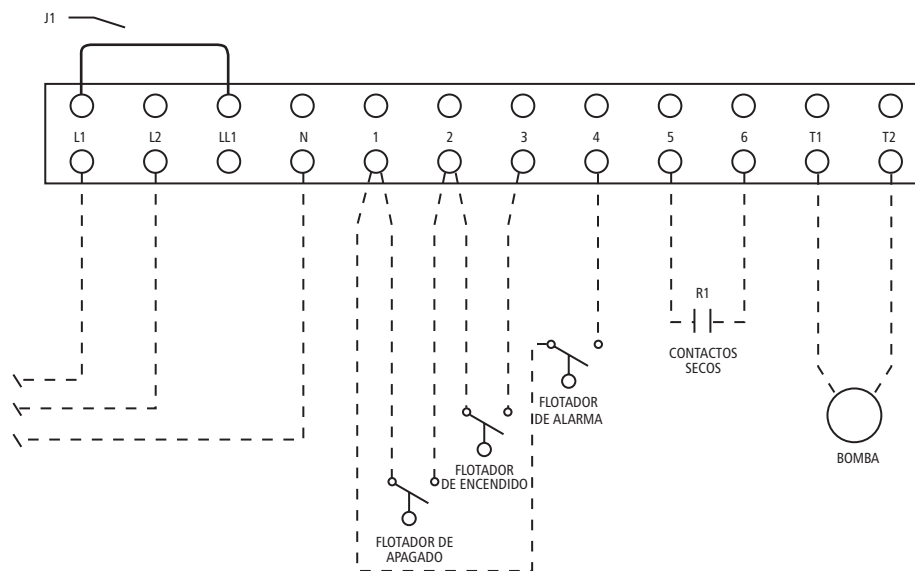 J1
L1 L2 LL1 N 1 2 3 4 5 6 T1 T2
R1
CONTACTOS
SECOS
FLOTADOR
DE ALARMA
BOMBA
FLOTADOR
DE ENCENDIDO
FLOTADOR DE
APAGADO